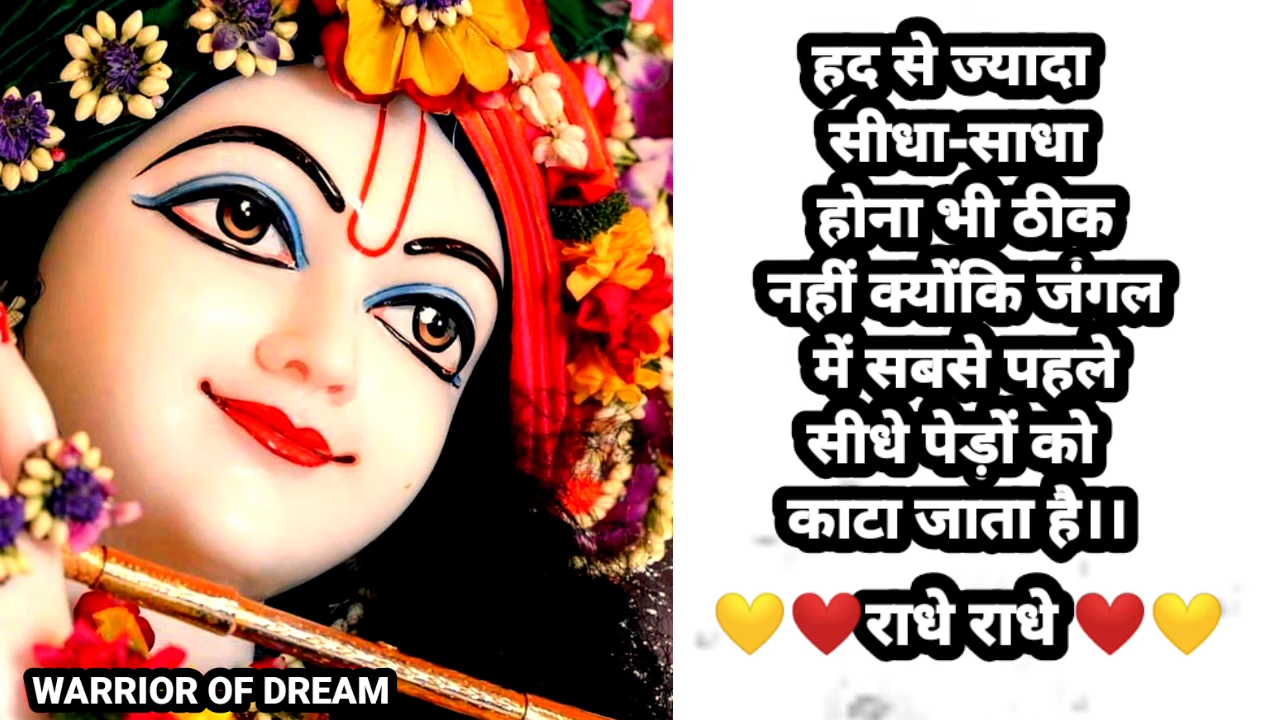 हद से ज्यादा
सीधा-साधा
होना भी ठीक
नहीं क्योंकि जंगल
में सबसे पहले
सीधे पेड़ों को
काटा जाता है।।
💛❤️राधे राधे ❤️💛
WARRIOR OF DREAM